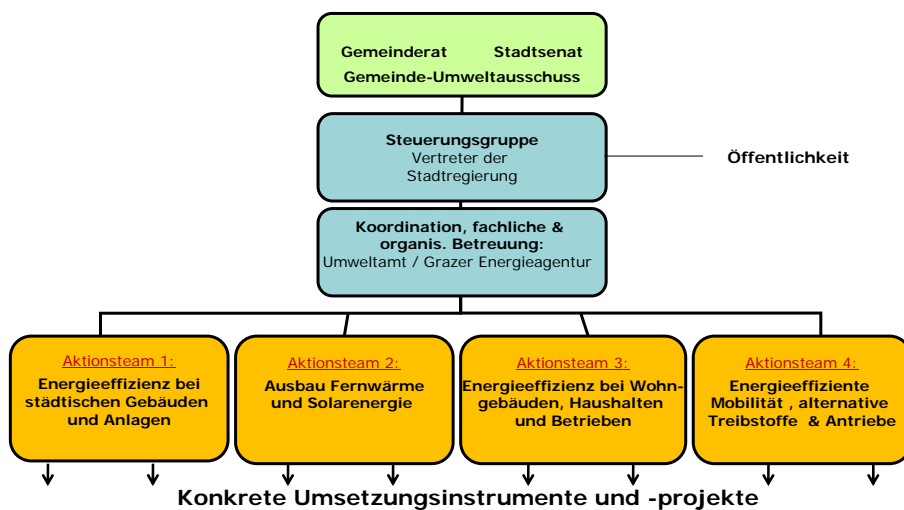 Gemeinderat Stadtsenat
Gemeinde-Umweltausschuss
Steuerungsgruppe
Vertreter der
Stadtregierung
Öffentlichkeit
Koordination, fachliche &
organis. Betreuung:
Umweltamt / Grazer Energieagentur
Aktionsteam 1:
Energieeffizienz bei
städtischen Gebäuden
und Anlagen
Aktionsteam 2:
Ausbau Fernwärme
und Solarenergie
Aktionsteam 3:
Energieeffizienz bei Wohn-
gebäuden, Haushalten
und Betrieben
Aktionsteam 4:
Energieeffiziente
Mobilität , alternative
Treibstoffe & Antriebe
Konkrete Umsetzungsinstrumente und -projekte